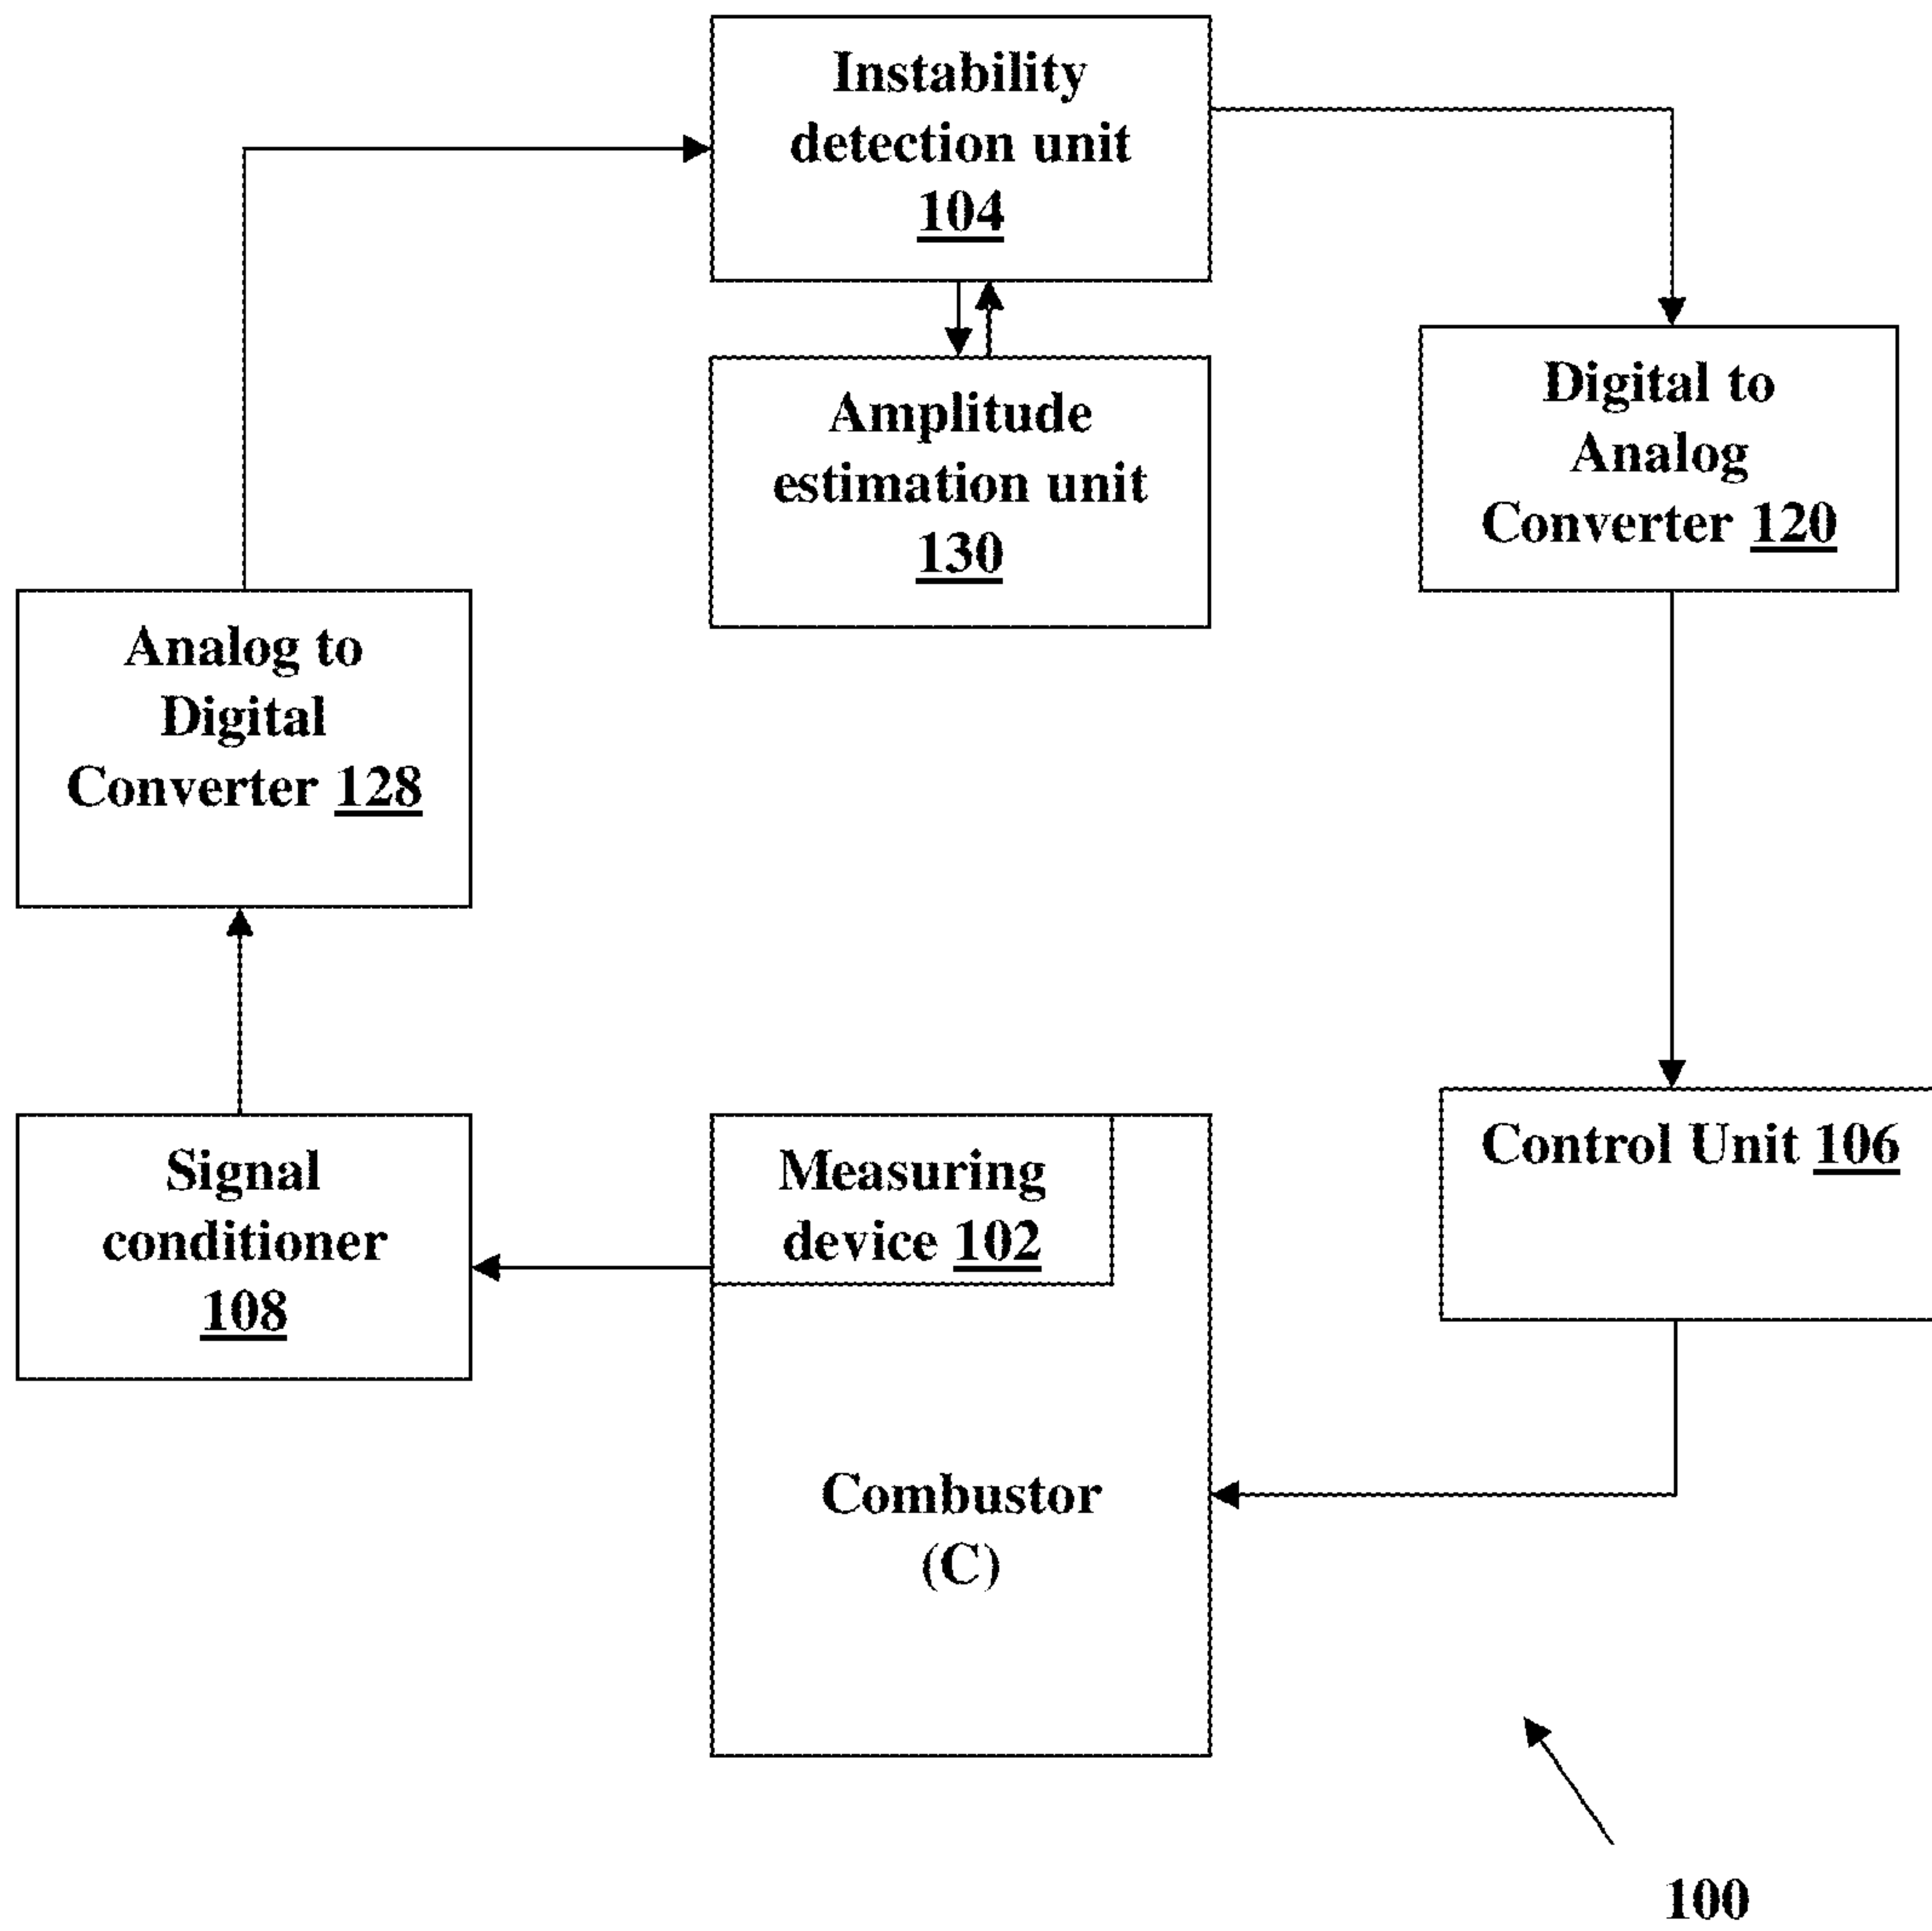 Instability
detection unit
104
Amplitude
estimation unit
130
Digital to
Analog
Converter 120
Analog to
Digital
Converter 128
Signal
conditioner
108
Measuring
device 102
Control Unit 106
Combustor
(C)
100